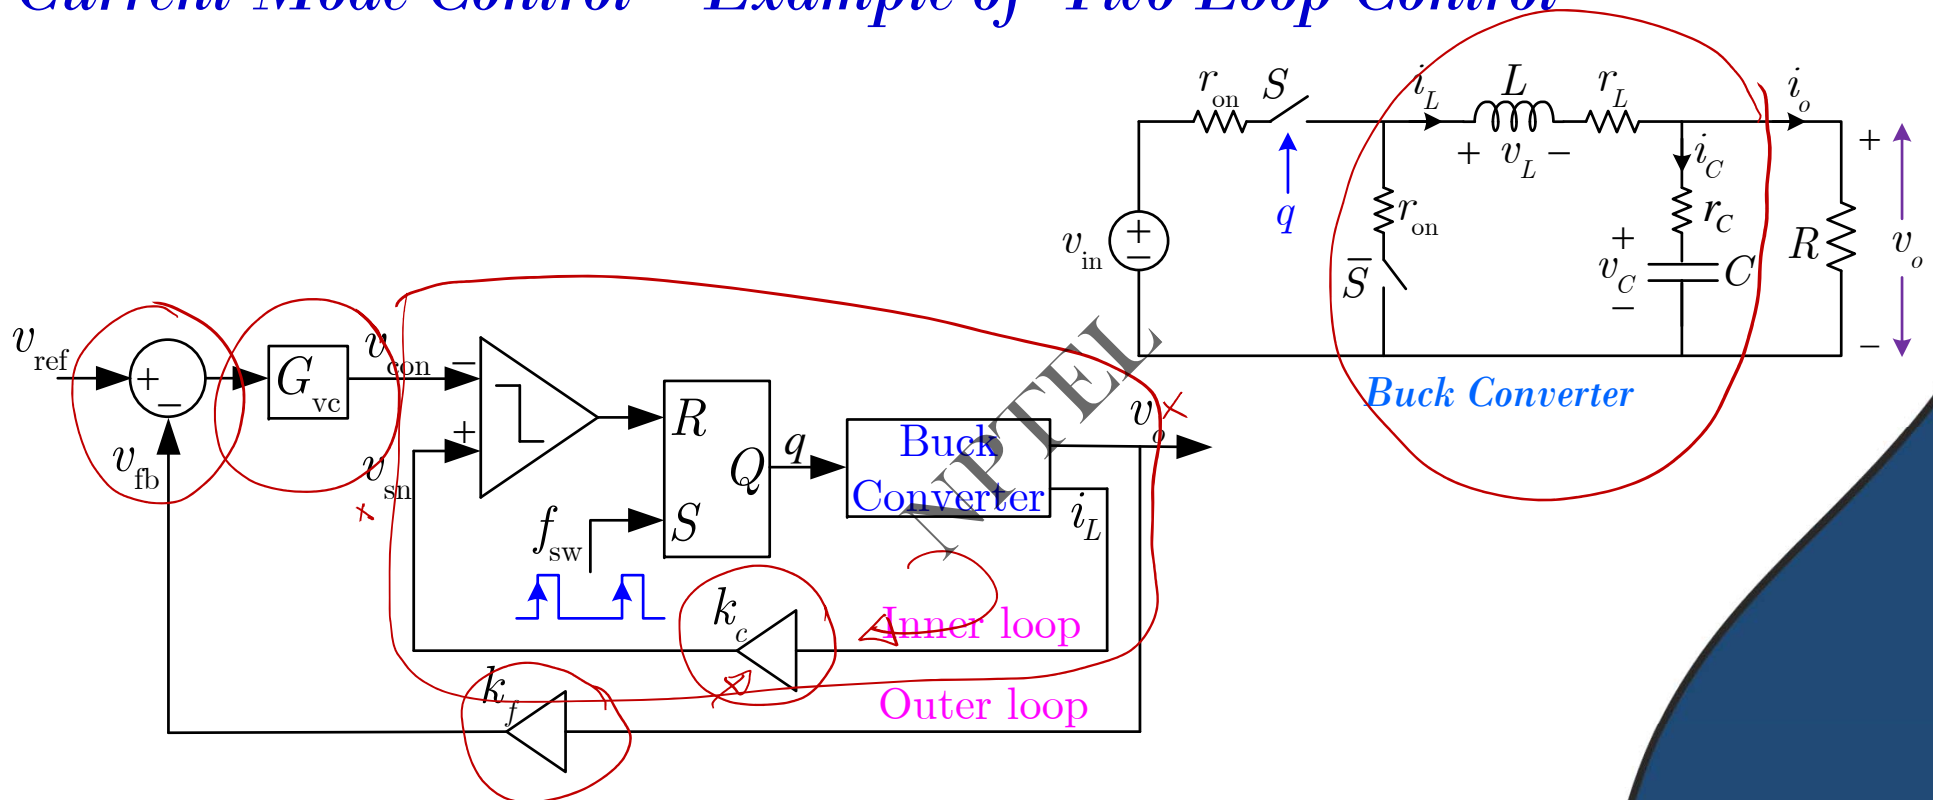 Current Mode Control – Example of Two Loop Control
r_on S i_L L r_L i_o
+ v_L −
i_C
q
r_on
r_C
+
v_in + −
S̅
+ v_C −
C
R
v_o
−
Buck Converter
v_ref + −
G_vc
v_con −
v_fb
+
v_sn
R
Q
S
q
f_sw
Buck
Converter
v_o
i_L
NPTEL
k_c
Inner loop
k_f
Outer loop